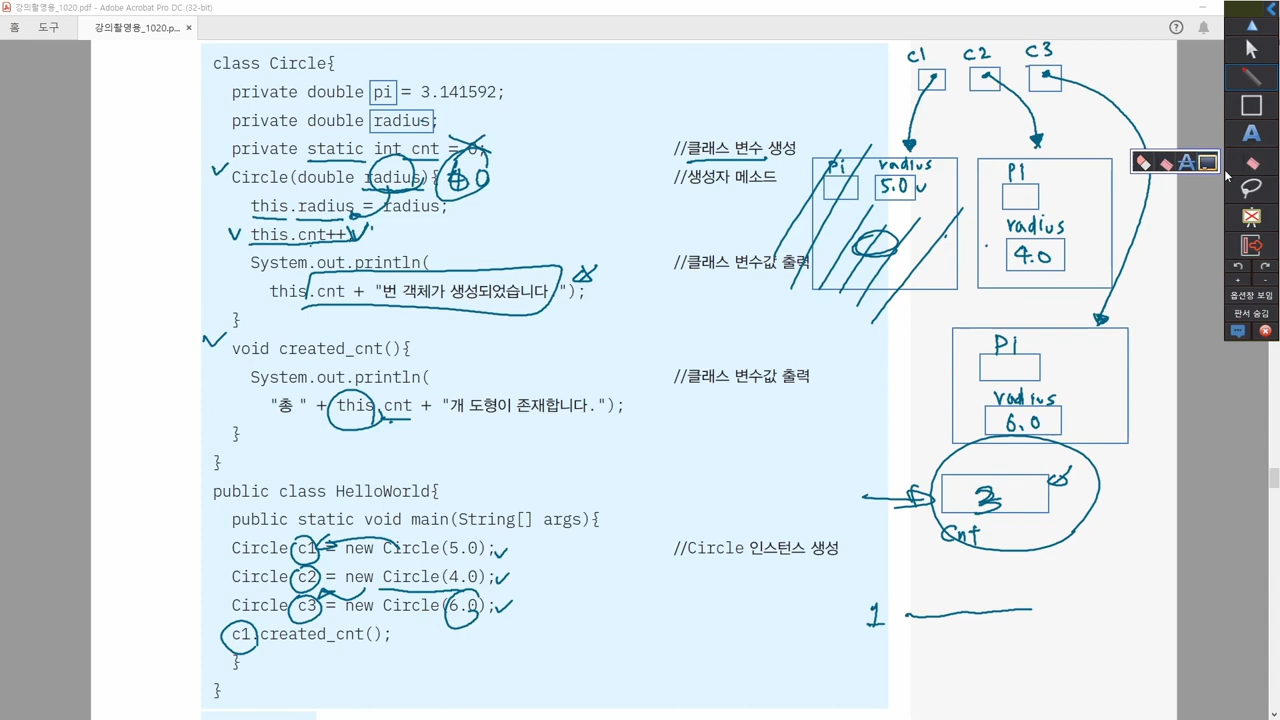 강의촬영용_1020.pdf - Adobe Acrobat Pro DC (32-bit)
홈 도구 강의촬영용_1020.p... ×
class Circle{
private double pi = 3.141592;
private double radius;
private static int cnt = 0; //클래스 변수 생성
Circle(double radius){ //생성자 메소드
this.radius = radius;
this.cnt++;
System.out.println( //클래스 변수값 출력
this.cnt + "번 객체가 생성되었습니다.");
}
void created_cnt(){
System.out.println( //클래스 변수값 출력
"총 " + this.cnt + "개 도형이 존재합니다.");
}
}
public class HelloWorld{
public static void main(String[] args){
Circle c1 = new Circle(5.0); //Circle 인스턴스 생성
Circle c2 = new Circle(4.0);
Circle c3 = new Circle(6.0);
c1.created_cnt();
}
}
c1 c2 c3
Pi radius
5.0
Pi
radius
4.0
Pi
radius
6.0
3
Cnt
1
옵션장 보임
판서 숨김